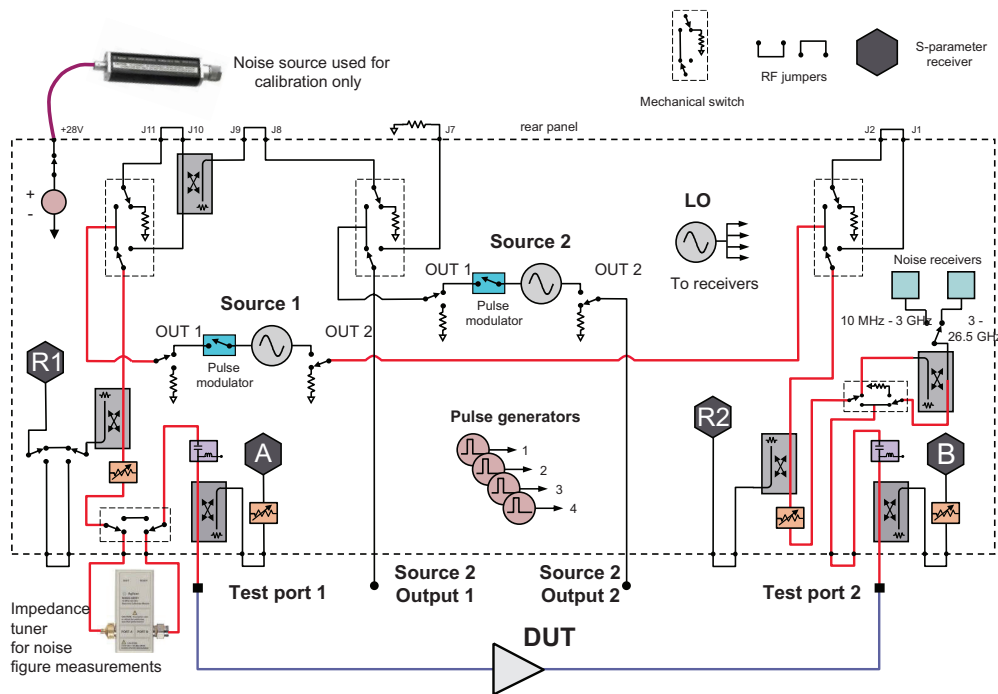 Noise source used for
calibration only
Mechanical switch
RF jumpers
S-parameter
receiver
+28V
J11
J10
J9
J8
J7
rear panel
J2
J1
+
-
LO
To receivers
Source 2
OUT 1
OUT 2
Pulse
modulator
Noise receivers
10 MHz - 3 GHz
3 -
26.5 GHz
Source 1
OUT 1
OUT 2
Pulse
modulator
R1
A
Pulse generators
1
2
3
4
R2
B
Test port 1
Source 2
Output 1
Source 2
Output 2
Test port 2
Impedance
tuner
for noise
figure measurements
Agilent
PORT A
PORT B
DUT